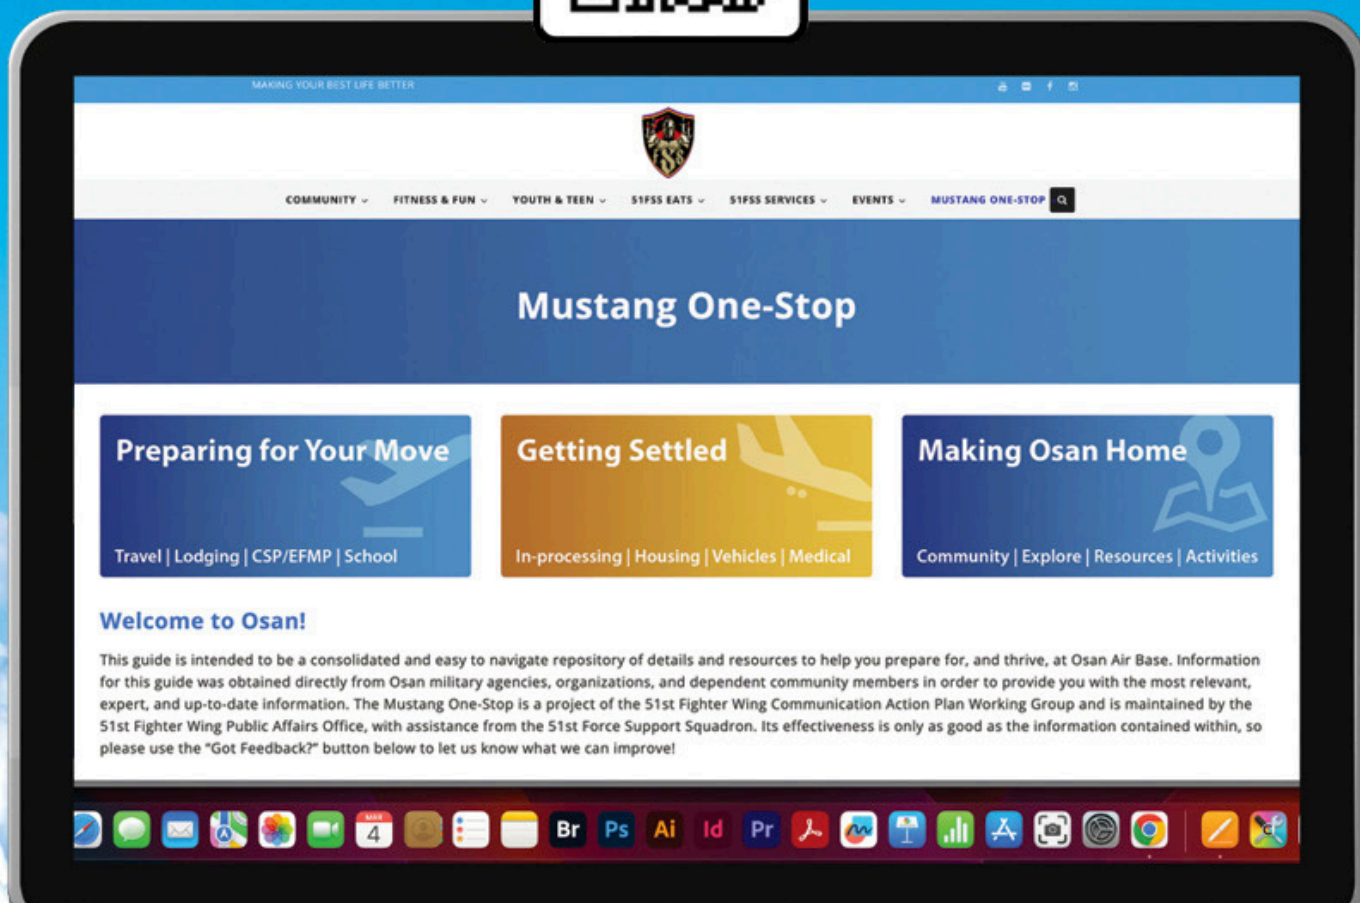 MAKING YOUR BEST LIFE BETTER
FSS
COMMUNITY FITNESS & FUN YOUTH & TEEN 51FSS EATS 51FSS SERVICES EVENTS MUSTANG ONE-STOP
Mustang One-Stop
Preparing for Your Move
Travel | Lodging | CSP/EFMP | School
Getting Settled
In-processing | Housing | Vehicles | Medical
Making Osan Home
Community | Explore | Resources | Activities
Welcome to Osan!
This guide is intended to be a consolidated and easy to navigate repository of details and resources to help you prepare for, and thrive, at Osan Air Base. Information
for this guide was obtained directly from Osan military agencies, organizations, and dependent community members in order to provide you with the most relevant,
expert, and up-to-date information. The Mustang One-Stop is a project of the 51st Fighter Wing Communication Action Plan Working Group and is maintained by the
51st Fighter Wing Public Affairs Office, with assistance from the 51st Force Support Squadron. Its effectiveness is only as good as the information contained within, so
please use the "Got Feedback?" button below to let us know what we can improve!
MAR
4
Br Ps Ai Id Pr